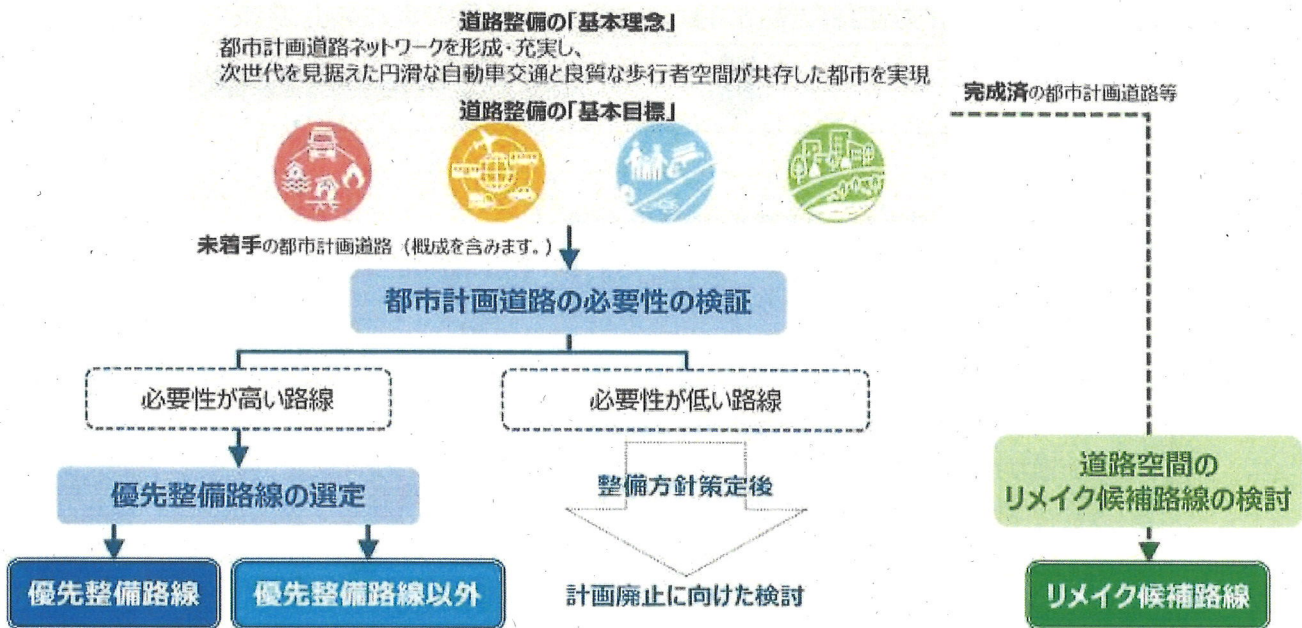 道路整備の「基本理念」
都市計画道路ネットワークを形成・充実し、
次世代を見据えた円滑な自動車交通と良質な歩行者空間が共存した都市を実現
完成済の都市計画道路等
道路整備の「基本目標」
未着手の都市計画道路（概成を含みます。）
都市計画道路の必要性の検証
必要性が高い路線
必要性が低い路線
優先整備路線の選定
整備方針策定後
道路空間の
リメイク候補路線の検討
優先整備路線
優先整備路線以外
計画廃止に向けた検討
リメイク候補路線